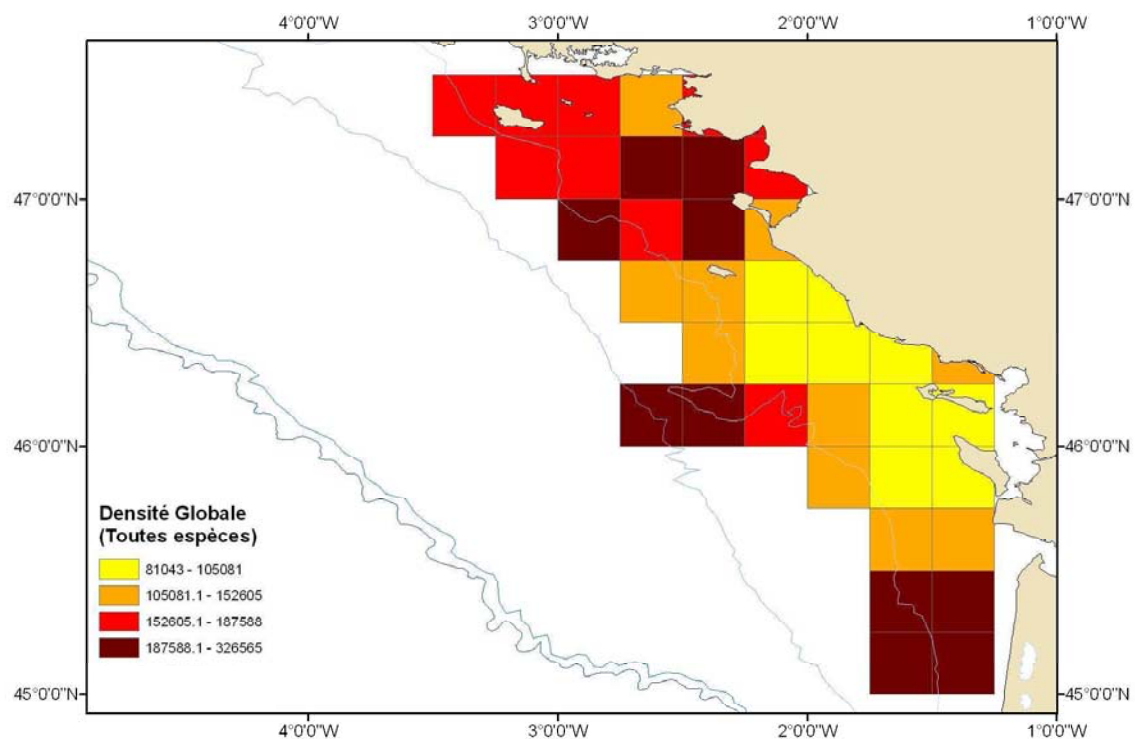 4°0'0"W 3°0'0"W 2°0'0"W 1°0'0"W
47°0'0"N 47°0'0"N
46°0'0"N 46°0'0"N
Densité Globale
(Toutes espèces)
81043 - 105081
105081.1 - 152605
152605.1 - 187588
187588.1 - 326565
45°0'0"N 45°0'0"N
4°0'0"W 3°0'0"W 2°0'0"W 1°0'0"W